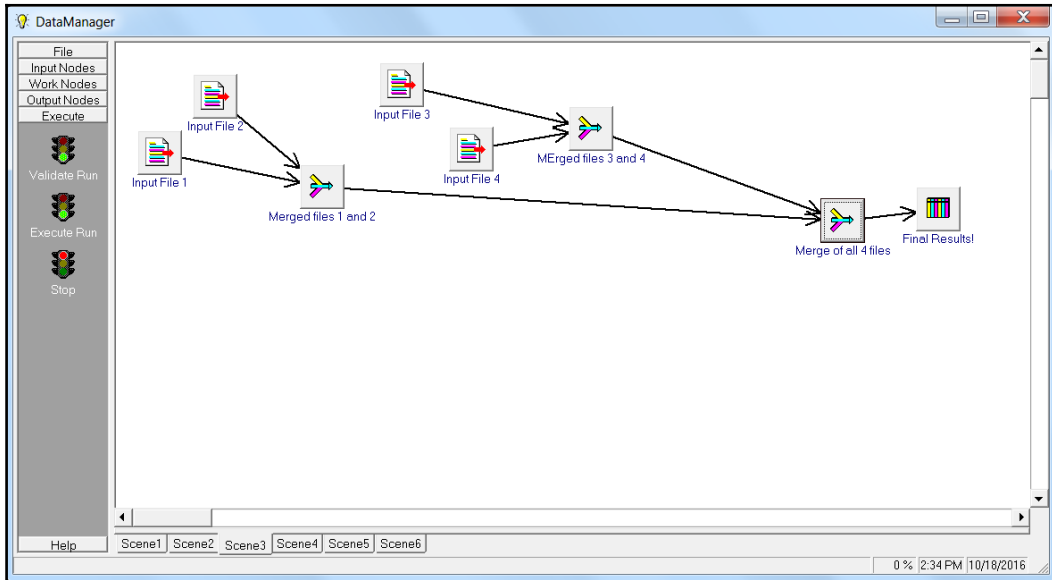 DataManager
File
Input Nodes
Work Nodes
Output Nodes
Execute
Validate Run
Execute Run
Stop
Help
Input File 2
Input File 1
Merged files 1 and 2
Input File 3
Input File 4
MErged files 3 and 4
Merge of all 4 files
Final Results!
Scene1 Scene2 Scene3 Scene4 Scene5 Scene6
0 % 2:34 PM 10/18/2016